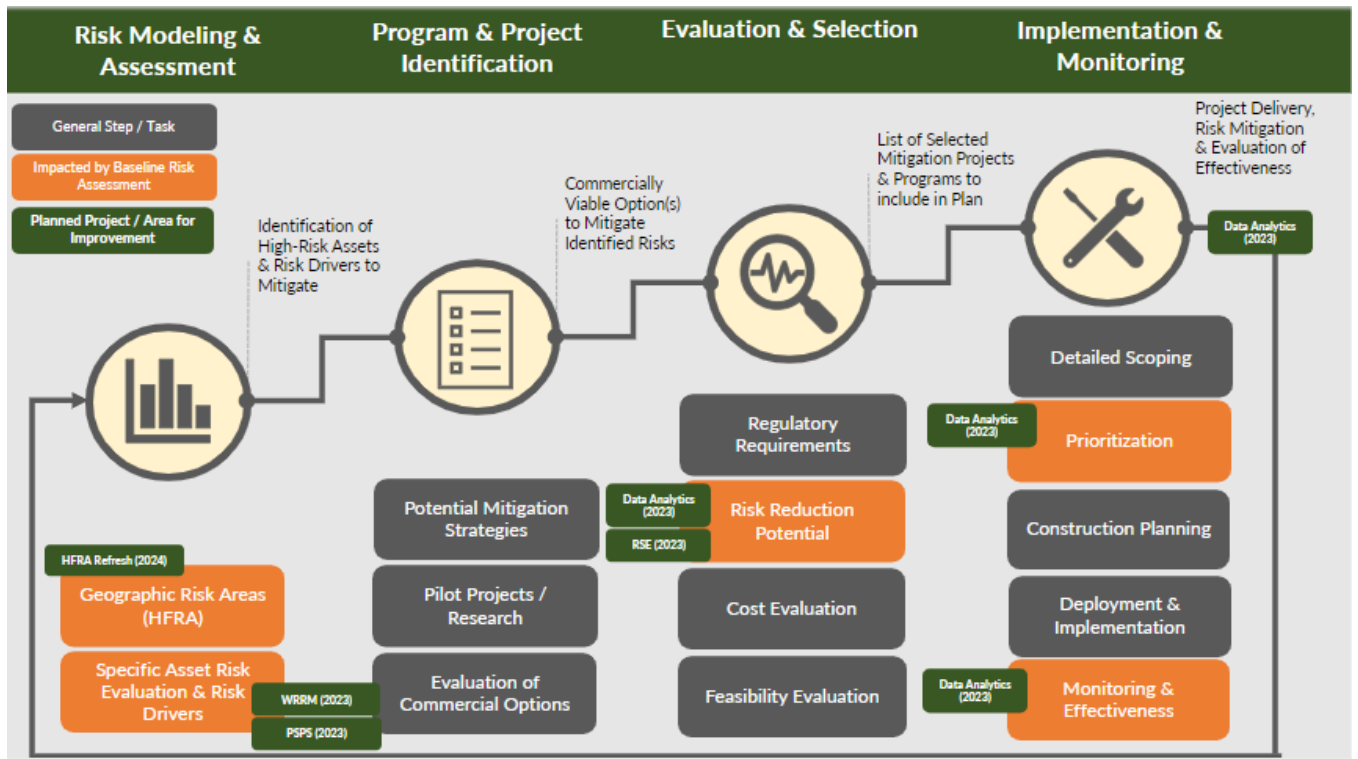 Risk Modeling &
Assessment
Program & Project
Identification
Evaluation & Selection
Implementation &
Monitoring
General Step / Task
Impacted by Baseline Risk
Assessment
Planned Project / Area for
Improvement
Identification of
High-Risk Assets
& Risk Drivers to
Mitigate
Commercially
Viable Option(s)
to Mitigate
Identified Risks
List of Selected
Mitigation Projects
& Programs to
include in Plan
Project Delivery,
Risk Mitigation
& Evaluation of
Effectiveness
Data Analytics
(2023)
HFRA Refresh (2024)
Geographic Risk Areas
(HFRA)
Specific Asset Risk
Evaluation & Risk
Drivers
WRRM (2023)
PSPS (2023)
Potential Mitigation
Strategies
Pilot Projects /
Research
Evaluation of
Commercial Options
Regulatory
Requirements
Data Analytics
(2023)
RSE (2023)
Risk Reduction
Potential
Cost Evaluation
Feasibility Evaluation
Detailed Scoping
Data Analytics
(2023)
Prioritization
Construction Planning
Deployment &
Implementation
Data Analytics
(2023)
Monitoring &
Effectiveness